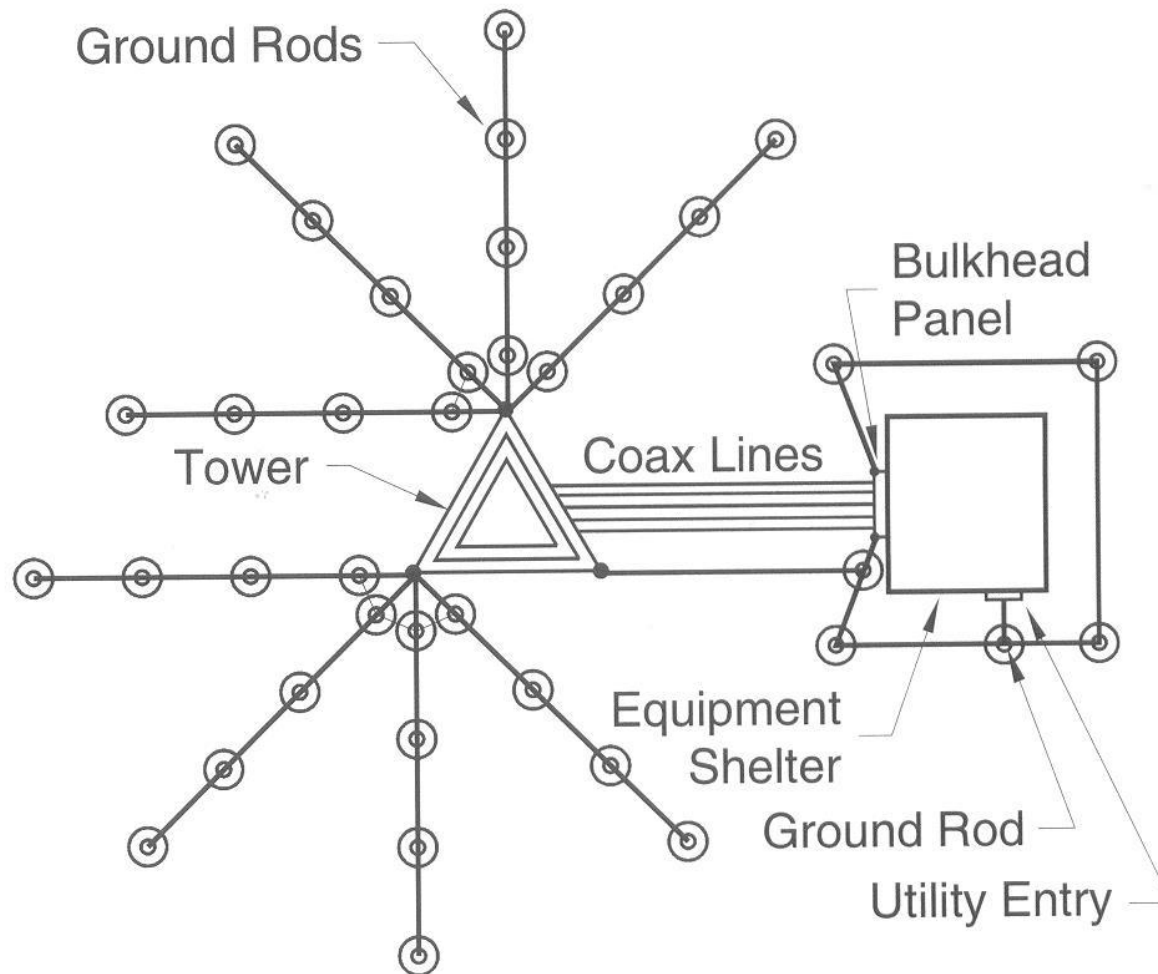 Ground Rods
Bulkhead
Panel
Tower
Coax Lines
Equipment
Shelter
Ground Rod
Utility Entry